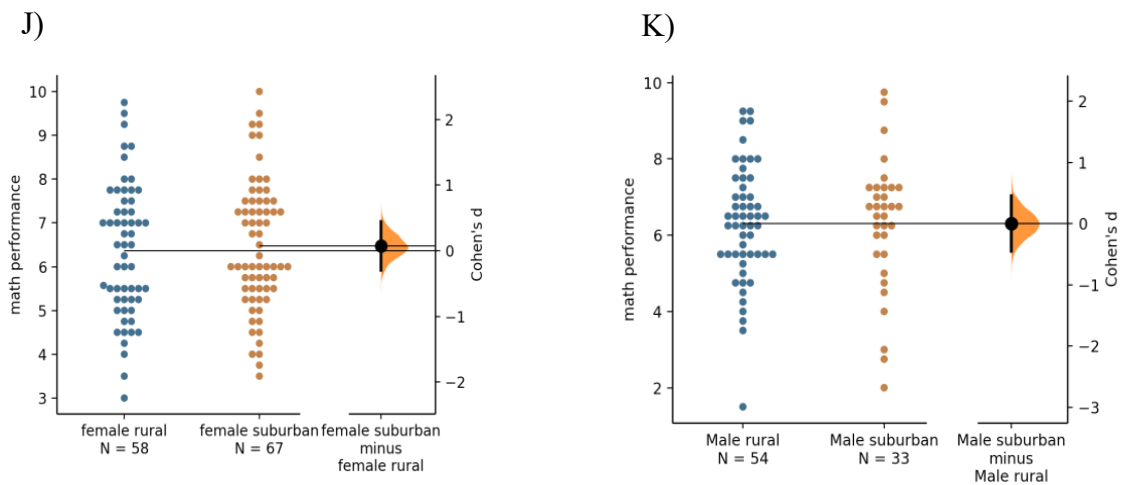 J)
10
9
8
7
6
5
4
3
math performance
2
1
0
−1
−2
Cohen's d
female rural
N = 58
female suburban
N = 67
female suburban
minus
female rural
K)
10
8
6
4
2
math performance
2
1
0
−1
−2
−3
Cohen's d
Male rural
N = 54
Male suburban
N = 33
Male suburban
minus
Male rural